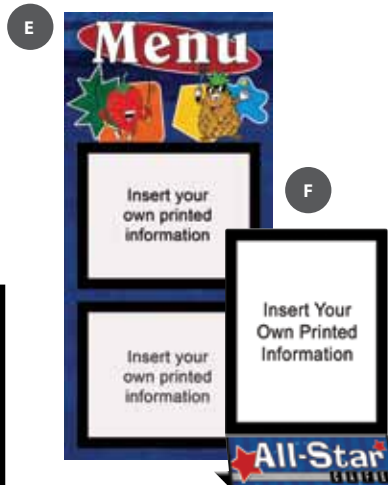 E
Menu
Insert your
own printed
information
F
Insert your
own printed
information
Insert Your
Own Printed
Information
All-Star